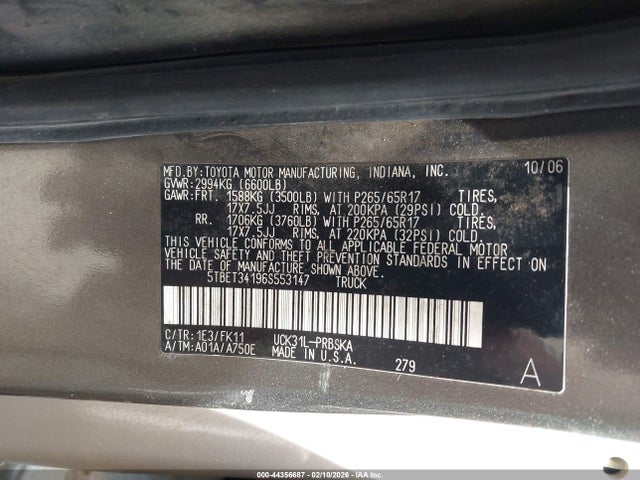 MFD.BY:TOYOTA MOTOR MANUFACTURING, INDIANA, INC. 10/06
GVWR:2994KG (6600LB)
GAWR:FRT. 1588KG (3500LB) WITH P265/65R17 TIRES,
17X7.5JJ RIMS, AT 200KPA (29PSI) COLD.
RR. 1706KG (3760LB) WITH P265/65R17 TIRES,
17X7.5JJ RIMS, AT 220KPA (32PSI) COLD.
THIS VEHICLE CONFORMS TO ALL APPLICABLE FEDERAL MOTOR
VEHICLE SAFETY AND THEFT PREVENTION STANDARDS IN EFFECT
ON THE DATE OF MANUFACTURE SHOWN ABOVE.
5TBET34196S553147 TRUCK
C/TR:1E3/FK11 UCK31L-PRBSKA
A/TM:A01A/A750E MADE IN U.S.A.
279 A
000-44356687 - 02/10/2026 - IAA Inc.